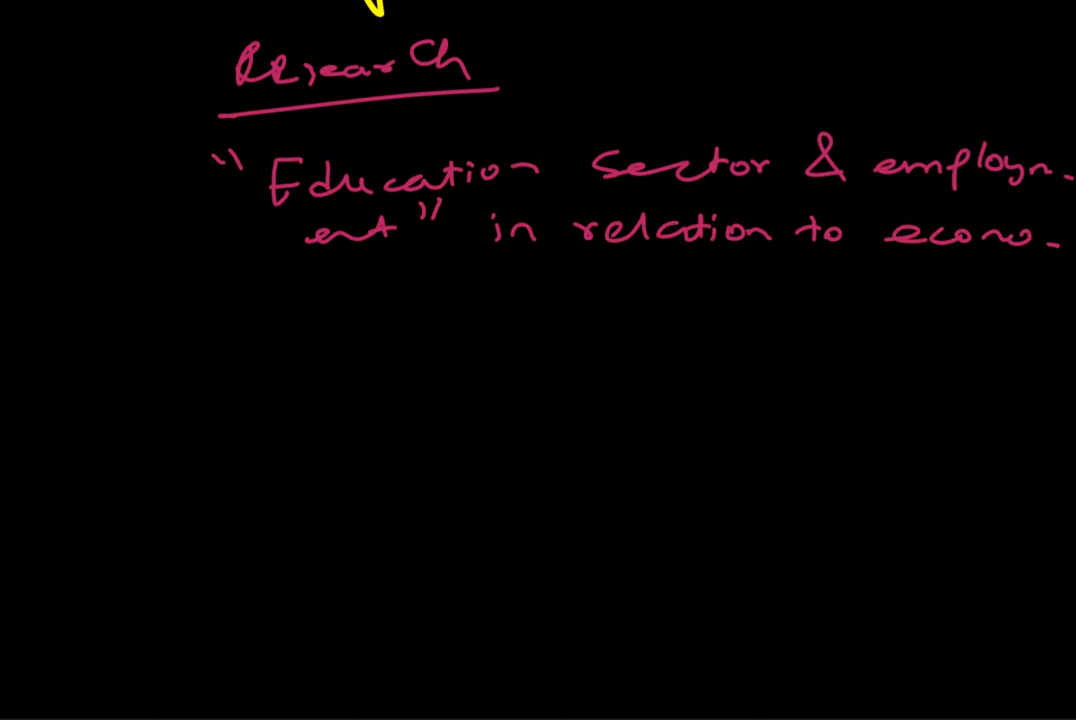 Research
"Education sector & employm-
ent" in relation to econo-